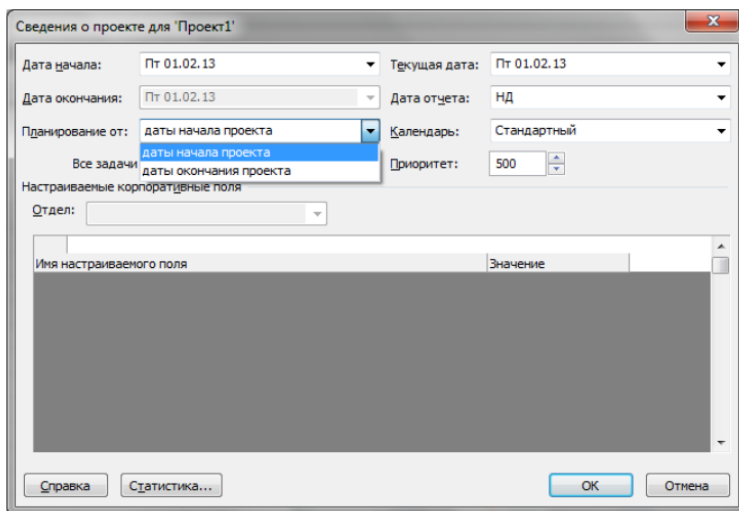 Сведения о проекте для 'Проект1'
Дата начала: Пт 01.02.13 Текущая дата: Пт 01.02.13
Дата окончания: Пт 01.02.13 Дата отчета: НД
Планирование от: даты начала проекта Календарь: Стандартный
даты начала проекта
Все задачи даты окончания проекта Приоритет: 500
Настраиваемые корпоративные поля
Отдел:
Имя настраиваемого поля Значение
Справка Статистика... ОК Отмена